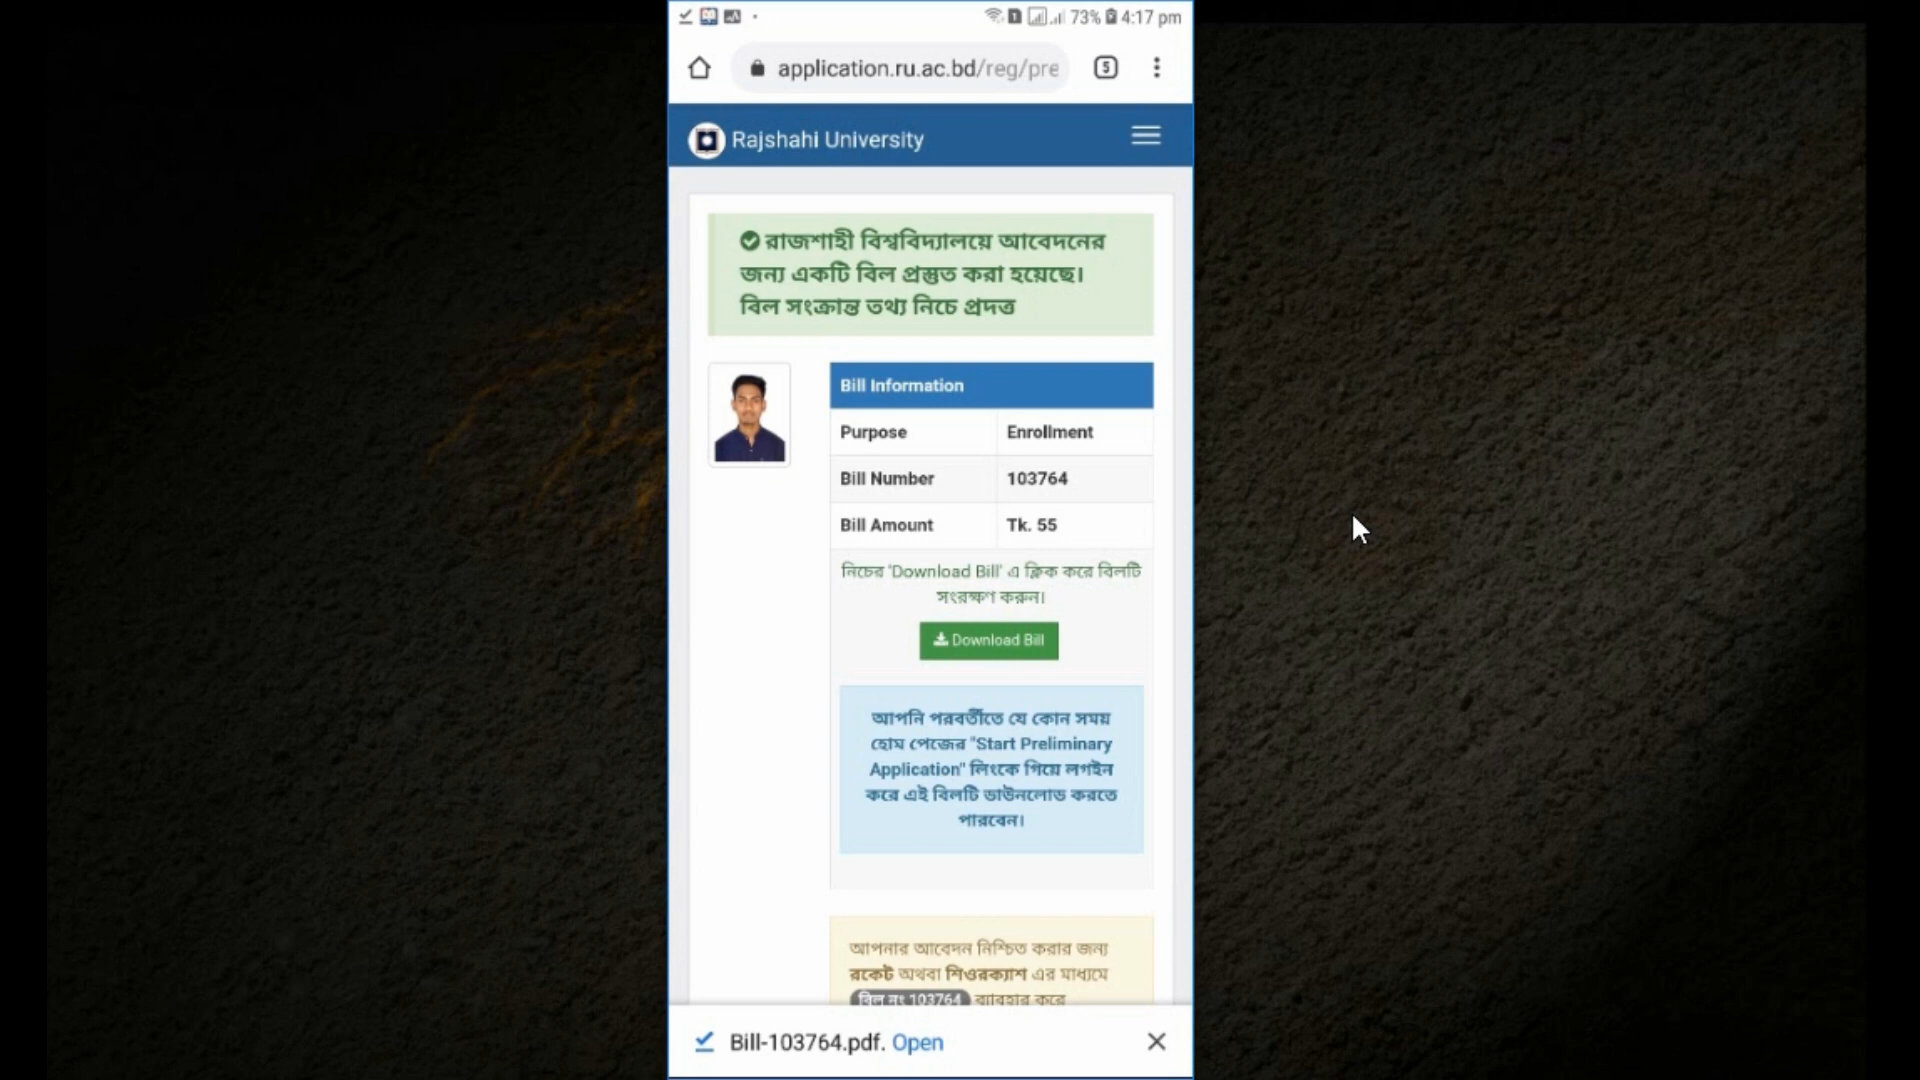 73% 4:17 pm
application.ru.ac.bd/reg/pre
5
Rajshahi University
রাজশাহী বিশ্ববিদ্যালয়ে আবেদনের
জন্য একটি বিল প্রস্তুত করা হয়েছে।
বিল সংক্রান্ত তথ্য নিচে প্রদত্ত
Bill Information
Purpose Enrollment
Bill Number 103764
Bill Amount Tk. 55
নিচের 'Download Bill' এ ক্লিক করে বিলটি
সংরক্ষণ করুন।
Download Bill
আপনি পরবর্তীতে যে কোন সময়
হোম পেজের "Start Preliminary
Application" লিংকে গিয়ে লগইন
করে এই বিলটি ডাউনলোড করতে
পারবেন।
আপনার আবেদন নিশ্চিত করার জন্য
রকেট অথবা শিওরক্যাশ এর মাধ্যমে
বিল নং 103764 ব্যাবহার করে
Bill-103764.pdf. Open